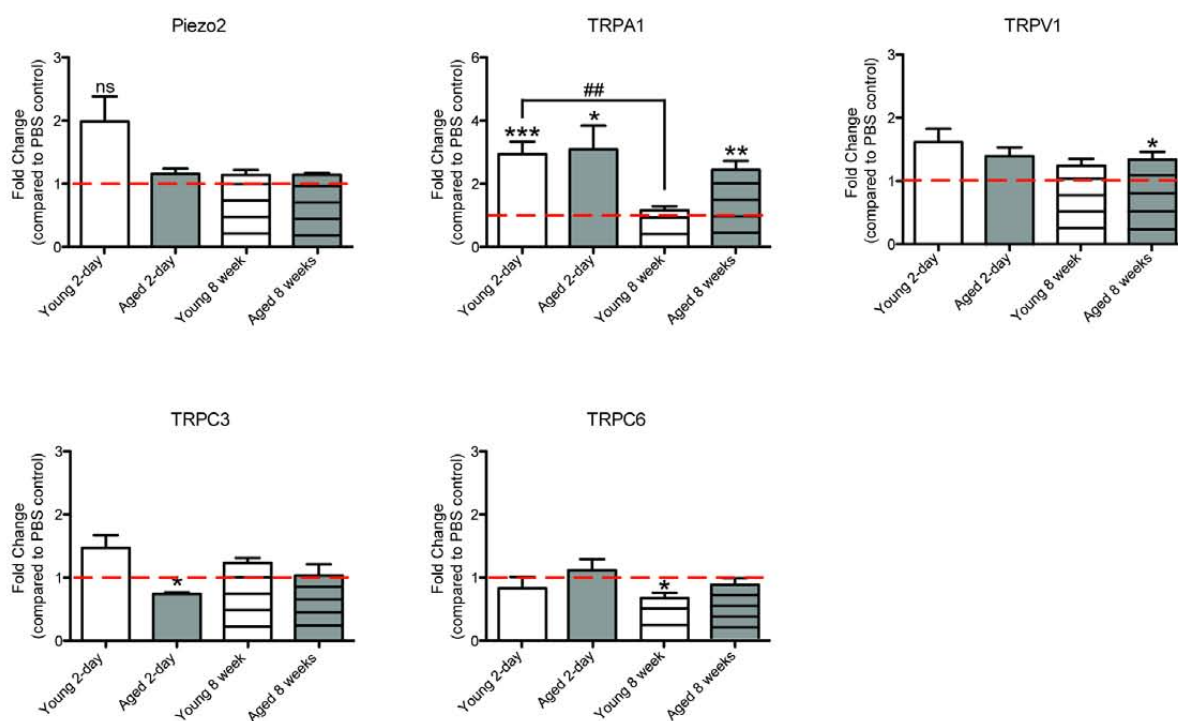 Piezo2
Fold Change
(compared to PBS control)
3
2
1
0
ns
Young 2-day
Aged 2-day
Young 8 week
Aged 8 weeks
TRPA1
Fold Change
(compared to PBS control)
6
4
2
0
***
*
##
**
Young 2-day
Aged 2-day
Young 8 week
Aged 8 weeks
TRPV1
Fold Change
(compared to PBS control)
3
2
1
0
*
Young 2-day
Aged 2-day
Young 8 week
Aged 8 weeks
TRPC3
Fold Change
(compared to PBS control)
3
2
1
0
*
Young 2-day
Aged 2-day
Young 8 week
Aged 8 weeks
TRPC6
Fold Change
(compared to PBS control)
3
2
1
0
*
Young 2-day
Aged 2-day
Young 8 week
Aged 8 weeks